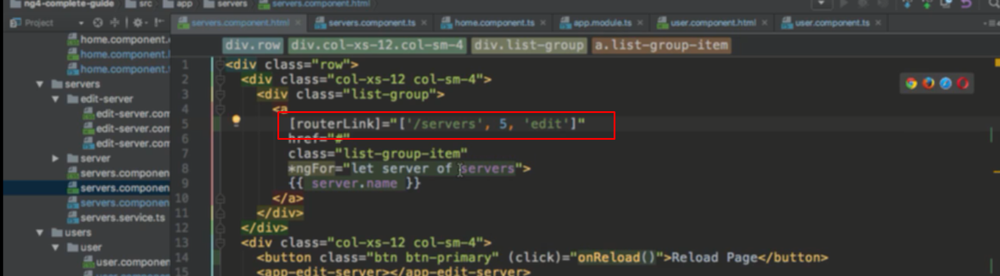 ng4-complete-guide
src
app
servers
servers.component.html
Project
servers.component.html
servers.component.ts
home.component.ts
app.module.ts
user.component.html
user.component.ts
home.component.
home.component.
home.component.
servers
edit-server
edit-server.com
edit-server.com
edit-server.com
server
servers.componen
servers.componen
servers.componen
servers.service.ts
users
user
user.component
div.row
div.col-xs-12.col-sm-4
div.list-group
a.list-group-item
1 <div class="row">
2 <div class="col-xs-12 col-sm-4">
3 <div class="list-group">
4 <a
5 [routerLink]="['/servers', 5, 'edit']"
6 href="#"
7 class="list-group-item"
8 *ngFor="let server of servers">
9 {{ server.name }}
10 </a>
11 </div>
12 </div>
13 <div class="col-xs-12 col-sm-4">
14 <button class="btn btn-primary" (click)="onReload()">Reload Page</button>
15 <app-edit-server></app-edit-server>